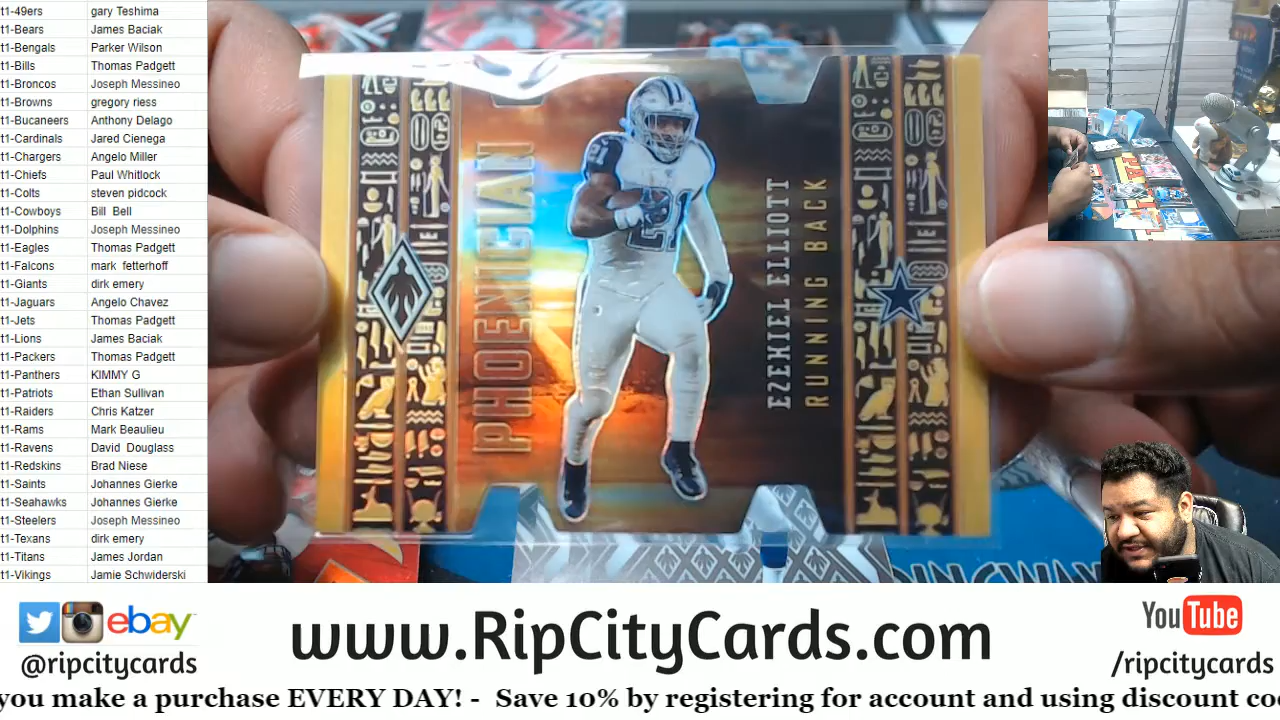 t1-49ers gary Teshima
t1-Bears James Baciak
t1-Bengals Parker Wilson
t1-Bills Thomas Padgett
t1-Broncos Joseph Messineo
t1-Browns gregory riess
t1-Bucaneers Anthony Delago
t1-Cardinals Jared Cienega
t1-Chargers Angelo Miller
t1-Chiefs Paul Whitlock
t1-Colts steven pidcock
t1-Cowboys Bill Bell
t1-Dolphins Joseph Messineo
t1-Eagles Thomas Padgett
t1-Falcons mark fetterhoff
t1-Giants dirk emery
t1-Jaguars Angelo Chavez
t1-Jets Thomas Padgett
t1-Lions James Baciak
t1-Packers Thomas Padgett
t1-Panthers KIMMY G
t1-Patriots Ethan Sullivan
t1-Raiders Chris Katzer
t1-Rams Mark Beaulieu
t1-Ravens David Douglass
t1-Redskins Brad Niese
t1-Saints Johannes Gierke
t1-Seahawks Johannes Gierke
t1-Steelers Joseph Messineo
t1-Texans dirk emery
t1-Titans James Jordan
t1-Vikings Jamie Schwiderski
PHOENICIAN
21
21
EZEKIEL ELLIOTT
RUNNING BACK
ebay
@ripcitycards
www.RipCityCards.com
YouTube
/ripcitycards
you make a purchase EVERY DAY! - Save 10% by registering for account and using discount co